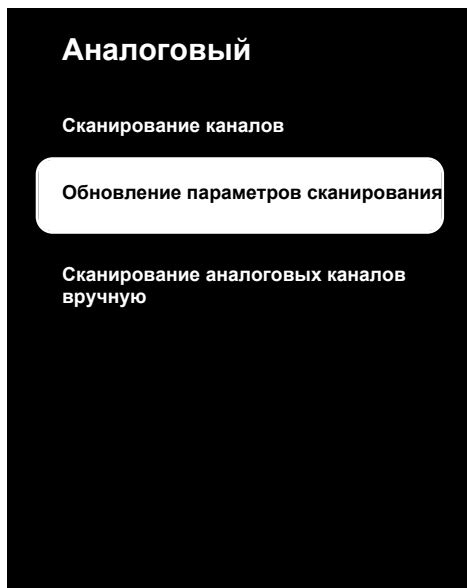 Аналоговый
Сканирование каналов
Обновление параметров сканирования
Сканирование аналоговых каналов
вручную